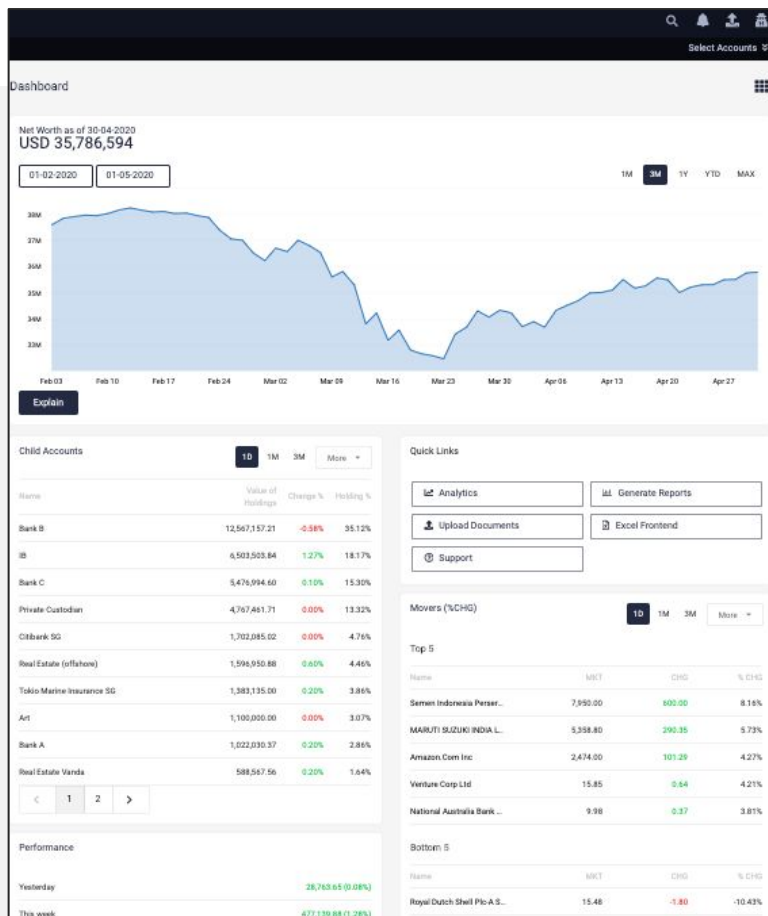 Select Accounts
Dashboard
Net Worth as of 30-04-2020
USD 35,786,594
01-02-2020 01-05-2020 1M 3M 1Y YTD MAX
38M
37M
36M
35M
34M
33M
Feb 03 Feb 10 Feb 17 Feb 24 Mar 02 Mar 09 Mar 16 Mar 23 Mar 30 Apr 06 Apr 13 Apr 20 Apr 27
Explain
Child Accounts 1D 1M 3M More
Name Value of Holdings Change % Holding %
Bank B 12,567,157.21 -0.58% 35.12%
IB 6,503,503.84 1.27% 18.17%
Bank C 5,476,994.60 0.10% 15.30%
Private Custodian 4,767,461.71 0.00% 13.32%
Citibank SG 1,702,085.02 0.00% 4.76%
Real Estate (offshore) 1,596,950.88 0.60% 4.46%
Tokio Marine Insurance SG 1,383,135.00 0.20% 3.86%
Art 1,100,000.00 0.00% 3.07%
Bank A 1,022,030.37 0.20% 2.86%
Real Estate Vanda 588,567.56 0.20% 1.64%
1 2
Performance
Yesterday 28,763.65 (0.08%)
This week 477,139.88 (1.28%)
Quick Links
Analytics Generate Reports
Upload Documents Excel Frontend
Support
Movers (%CHG) 1D 1M 3M More
Top 5
Name MKT CHG % CHG
Semen Indonesia Perser... 7,950.00 600.00 8.16%
MARUTI SUZUKI INDIA L... 5,358.80 290.35 5.73%
Amazon.Com Inc 2,474.00 101.29 4.27%
Venture Corp Ltd 15.85 0.64 4.21%
National Australia Bank ... 9.98 0.37 3.81%
Bottom 5
Name MKT CHG % CHG
Royal Dutch Shell Plc-A S... 15.48 -1.80 -10.43%